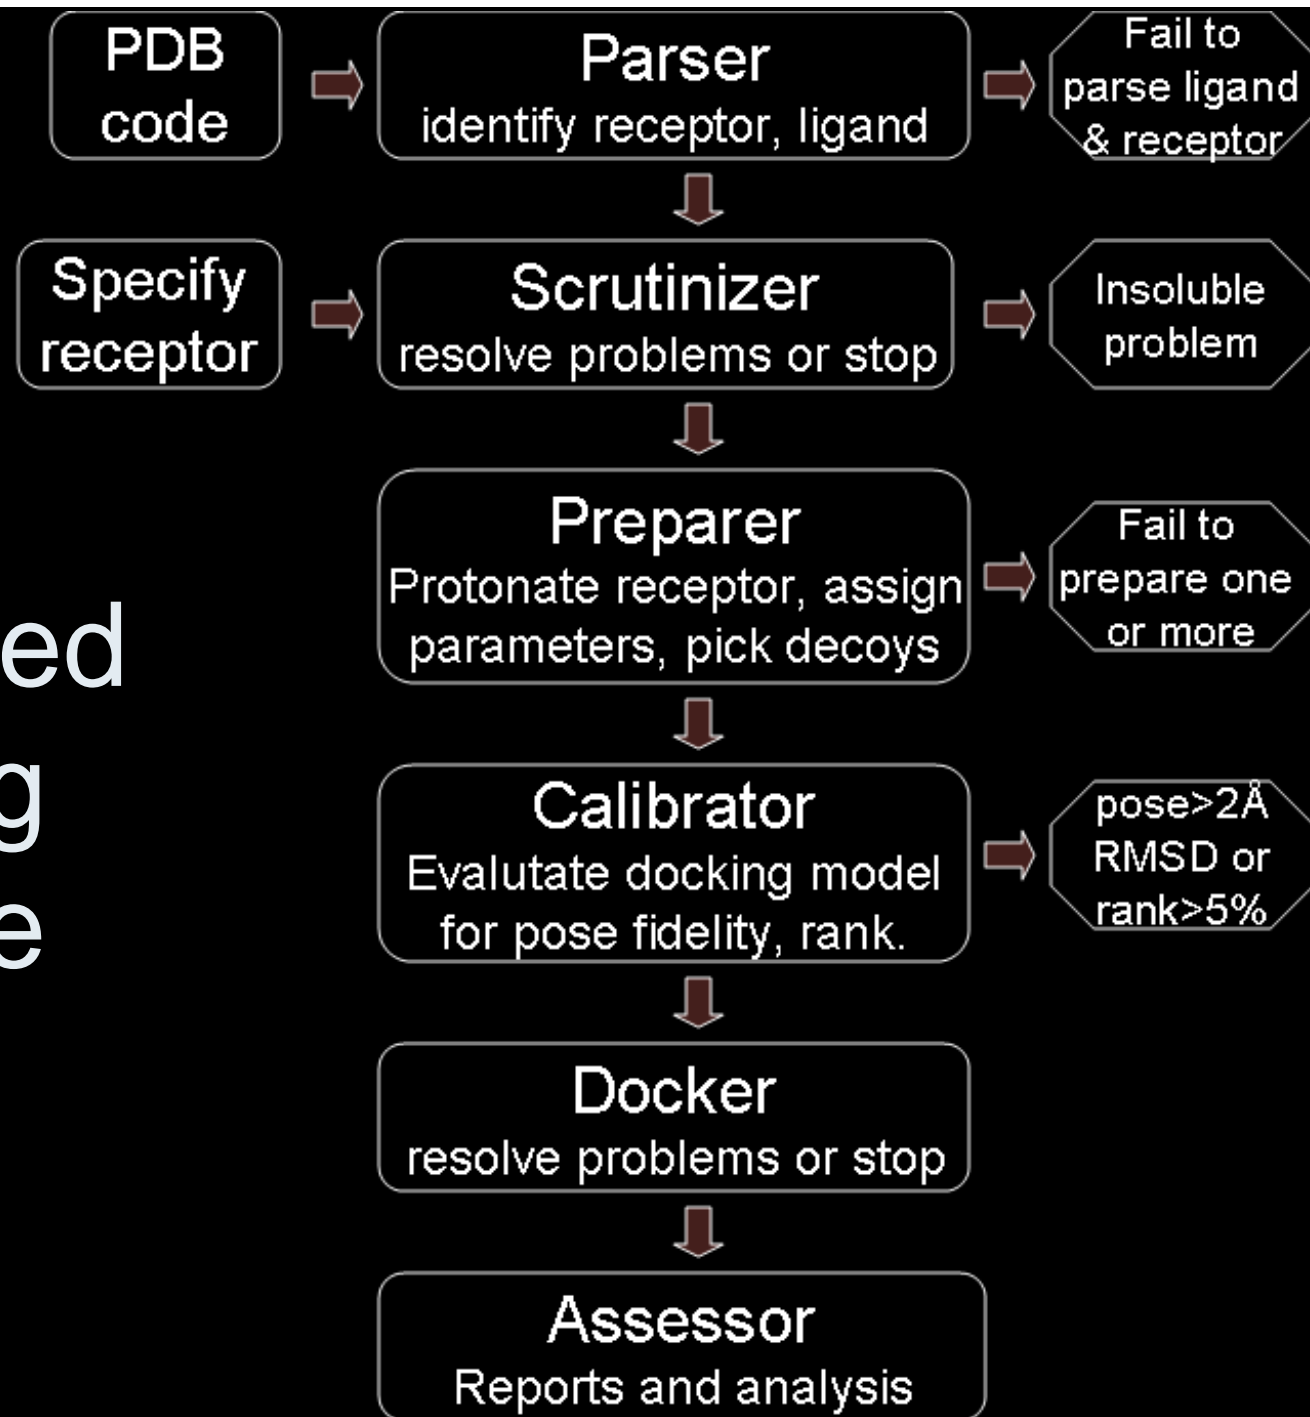 PDB
code
Parser
identify receptor, ligand
Fail to
parse ligand
& receptor
Specify
receptor
Scrutinizer
resolve problems or stop
Insoluble
problem
Preparer
Protonate receptor, assign
parameters, pick decoys
Fail to
prepare one
or more
ed
g
e
Calibrator
Evalutate docking model
for pose fidelity, rank.
pose>2Å
RMSD or
rank>5%
Docker
resolve problems or stop
Assessor
Reports and analysis